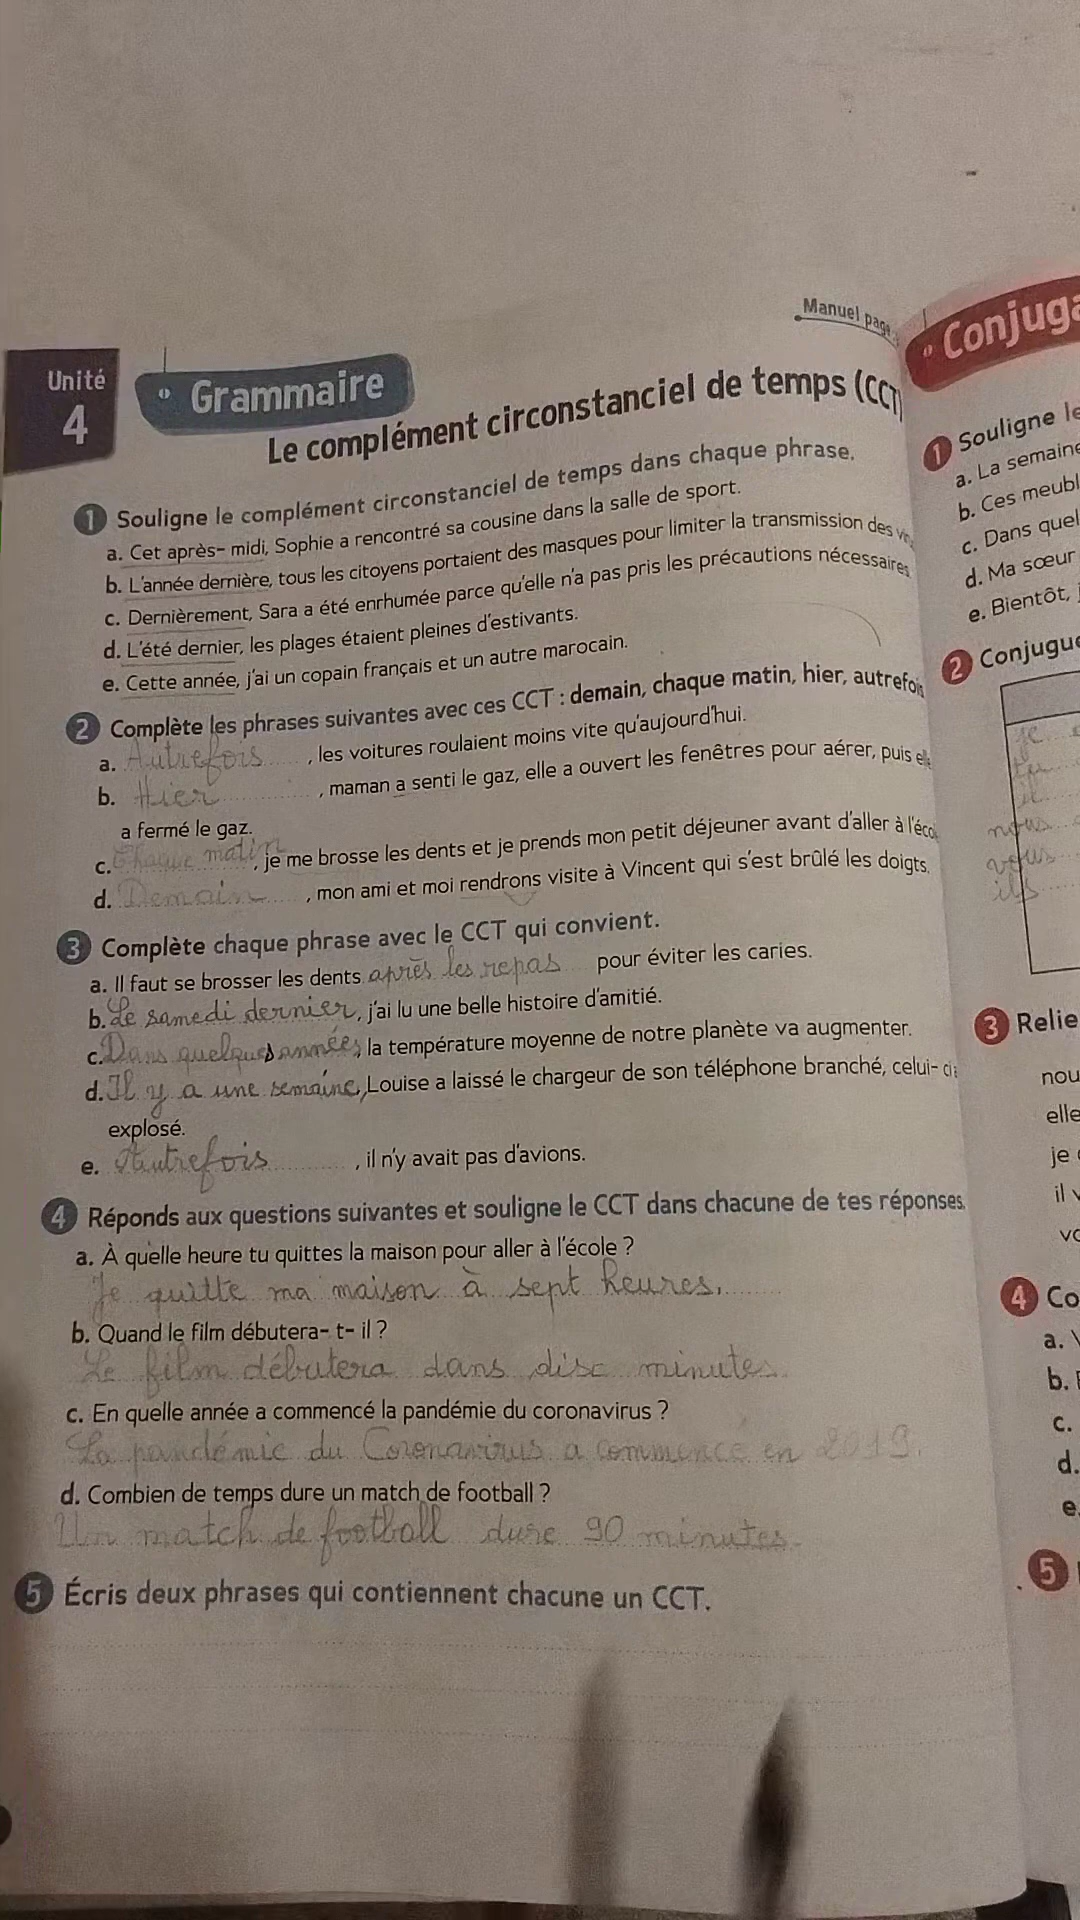 Manuel page
Unité
4
Grammaire
Le complément circonstanciel de temps (CCT)
1 Souligne le complément circonstanciel de temps dans chaque phrase.
a. Cet après- midi, Sophie a rencontré sa cousine dans la salle de sport.
b. L'année dernière, tous les citoyens portaient des masques pour limiter la transmission des
c. Dernièrement, Sara a été enrhumée parce qu'elle n'a pas pris les précautions nécessaires
d. L'été dernier, les plages étaient pleines d'estivants.
e. Cette année, j'ai un copain français et un autre marocain.
2 Complète les phrases suivantes avec ces CCT : demain, chaque matin, hier, autrefois
a. Autrefois, les voitures roulaient moins vite qu'aujourd'hui.
b. Hier, maman a senti le gaz, elle a ouvert les fenêtres pour aérer, puis elle
a fermé le gaz.
c. Chaque matin, je me brosse les dents et je prends mon petit déjeuner avant d'aller à l'éco
d. Demain, mon ami et moi rendrons visite à Vincent qui s'est brûlé les doigts.
3 Complète chaque phrase avec le CCT qui convient.
a. Il faut se brosser les dents après les repas pour éviter les caries.
b. Le samedi dernier, j'ai lu une belle histoire d'amitié.
c. Dans quelques années, la température moyenne de notre planète va augmenter.
d. Il y a une semaine, Louise a laissé le chargeur de son téléphone branché, celui- ci a
explosé.
e. Autrefois, il n'y avait pas d'avions.
4 Réponds aux questions suivantes et souligne le CCT dans chacune de tes réponses.
a. À quelle heure tu quittes la maison pour aller à l'école ?
Je quitte ma maison à sept heures.
b. Quand le film débutera- t- il ?
Le film débutera dans disc minutes.
c. En quelle année a commencé la pandémie du coronavirus ?
La pandémie du Coronavirus a commencé en 2019.
d. Combien de temps dure un match de football ?
Un match de football dure 90 minutes.
5 Écris deux phrases qui contiennent chacune un CCT.
Conjuga
1 Souligne le
a. La semaine
b. Ces meubl
c. Dans quel
d. Ma sœur
e. Bientôt, j
2 Conjugue
je
tu
il
nous
vous
ils
3 Relie
nou
elle
je
il v
vo
4 Co
a.
b.
c.
d.
e.
5